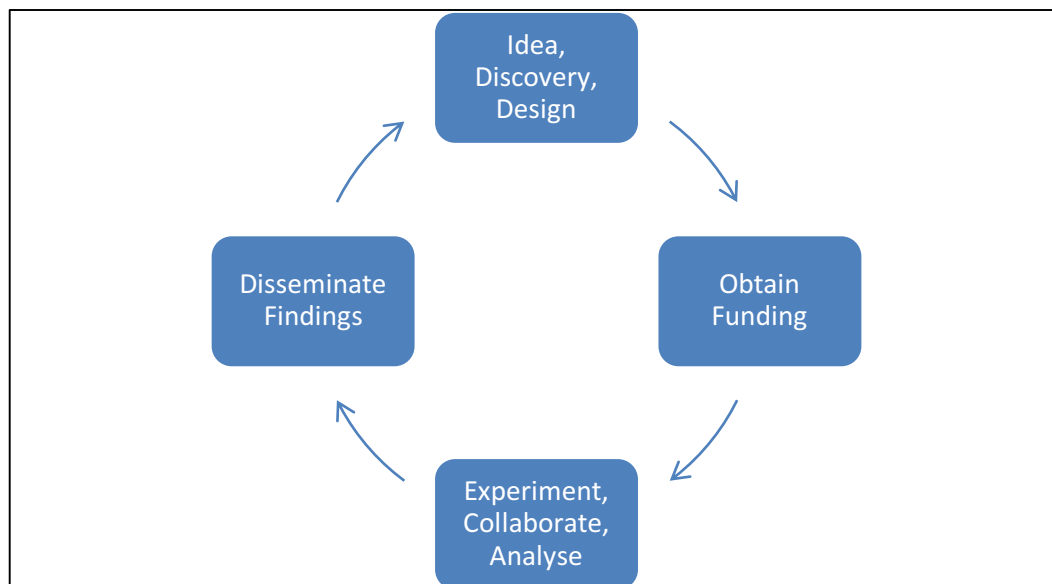 Idea,
Discovery,
Design
Obtain
Funding
Experiment,
Collaborate,
Analyse
Disseminate
Findings